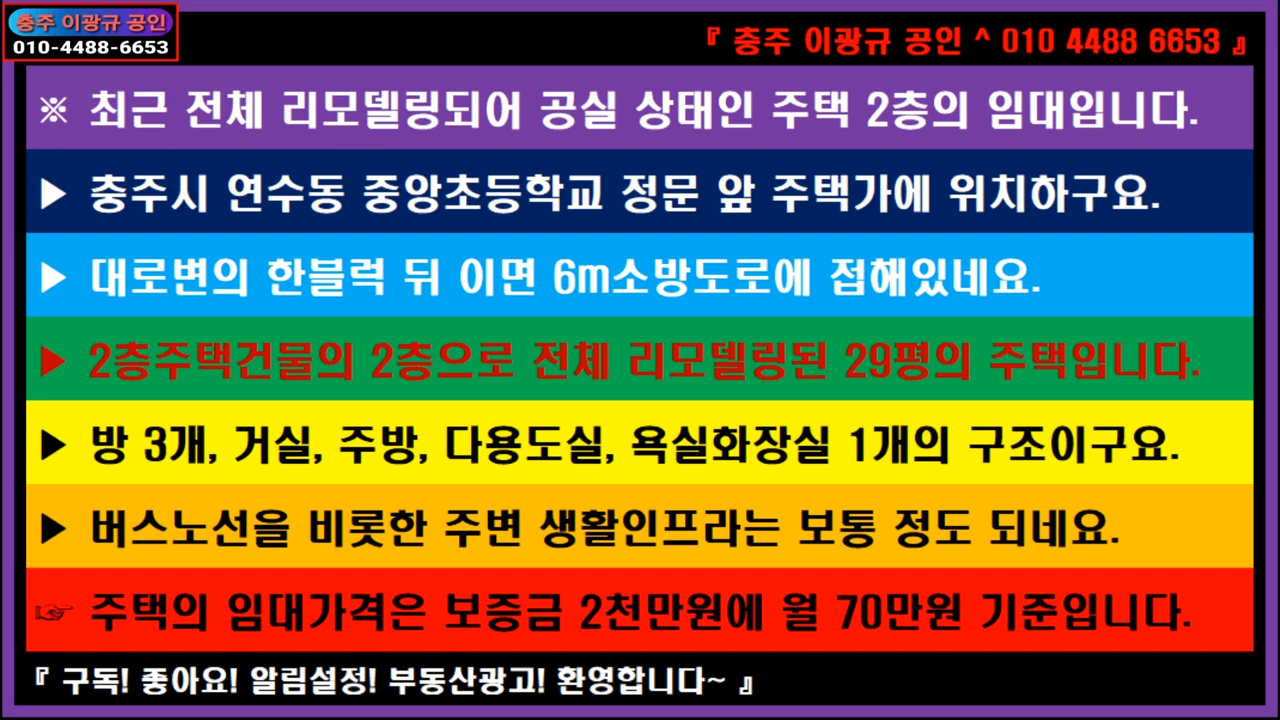 충주 이광규 공인
010-4488-6653
『 충주 이광규 공인 ^ 010 4488 6653 』
※ 최근 전체 리모델링되어 공실 상태인 주택 2층의 임대입니다.
▶ 충주시 연수동 중앙초등학교 정문 앞 주택가에 위치하구요.
▶ 대로변의 한블럭 뒤 이면 6m소방도로에 접해있네요.
▶ 2층주택건물의 2층으로 전체 리모델링된 29평의 주택입니다.
▶ 방 3개, 거실, 주방, 다용도실, 욕실화장실 1개의 구조이구요.
▶ 버스노선을 비롯한 주변 생활인프라는 보통 정도 되네요.
☞ 주택의 임대가격은 보증금 2천만원에 월 70만원 기준입니다.
『 구독! 좋아요! 알림설정! 부동산광고! 환영합니다~ 』